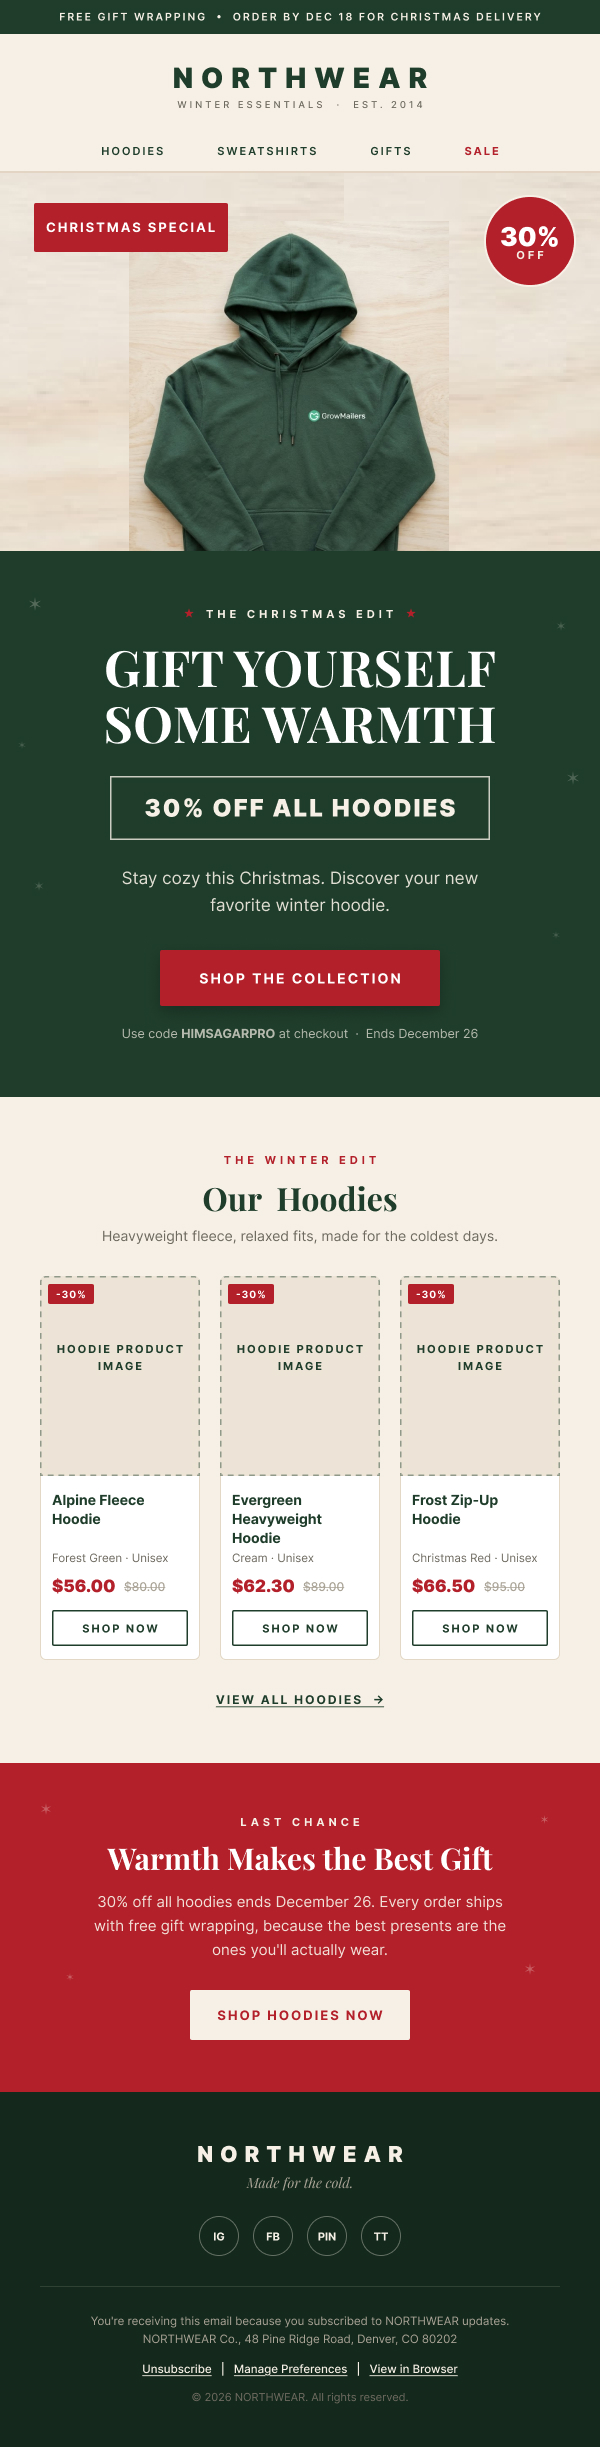 FREE GIFT WRAPPING • ORDER BY DEC 18 FOR CHRISTMAS DELIVERY
NORTHWEAR
WINTER ESSENTIALS · EST. 2014
HOODIES SWEATSHIRTS GIFTS SALE
CHRISTMAS SPECIAL
30%
OFF
GrowMailers
★ THE CHRISTMAS EDIT ★
GIFT YOURSELF
SOME WARMTH
30% OFF ALL HOODIES
Stay cozy this Christmas. Discover your new
favorite winter hoodie.
SHOP THE COLLECTION
Use code HIMSAGARPRO at checkout · Ends December 26
THE WINTER EDIT
Our Hoodies
Heavyweight fleece, relaxed fits, made for the coldest days.
-30%
HOODIE PRODUCT
IMAGE
Alpine Fleece
Hoodie
Forest Green · Unisex
$56.00 $80.00
SHOP NOW
-30%
HOODIE PRODUCT
IMAGE
Evergreen
Heavyweight
Hoodie
Cream · Unisex
$62.30 $89.00
SHOP NOW
-30%
HOODIE PRODUCT
IMAGE
Frost Zip-Up
Hoodie
Christmas Red · Unisex
$66.50 $95.00
SHOP NOW
VIEW ALL HOODIES →
LAST CHANCE
Warmth Makes the Best Gift
30% off all hoodies ends December 26. Every order ships
with free gift wrapping, because the best presents are the
ones you'll actually wear.
SHOP HOODIES NOW
NORTHWEAR
Made for the cold.
IG FB PIN TT
You're receiving this email because you subscribed to NORTHWEAR updates.
NORTHWEAR Co., 48 Pine Ridge Road, Denver, CO 80202
Unsubscribe | Manage Preferences | View in Browser
© 2026 NORTHWEAR. All rights reserved.